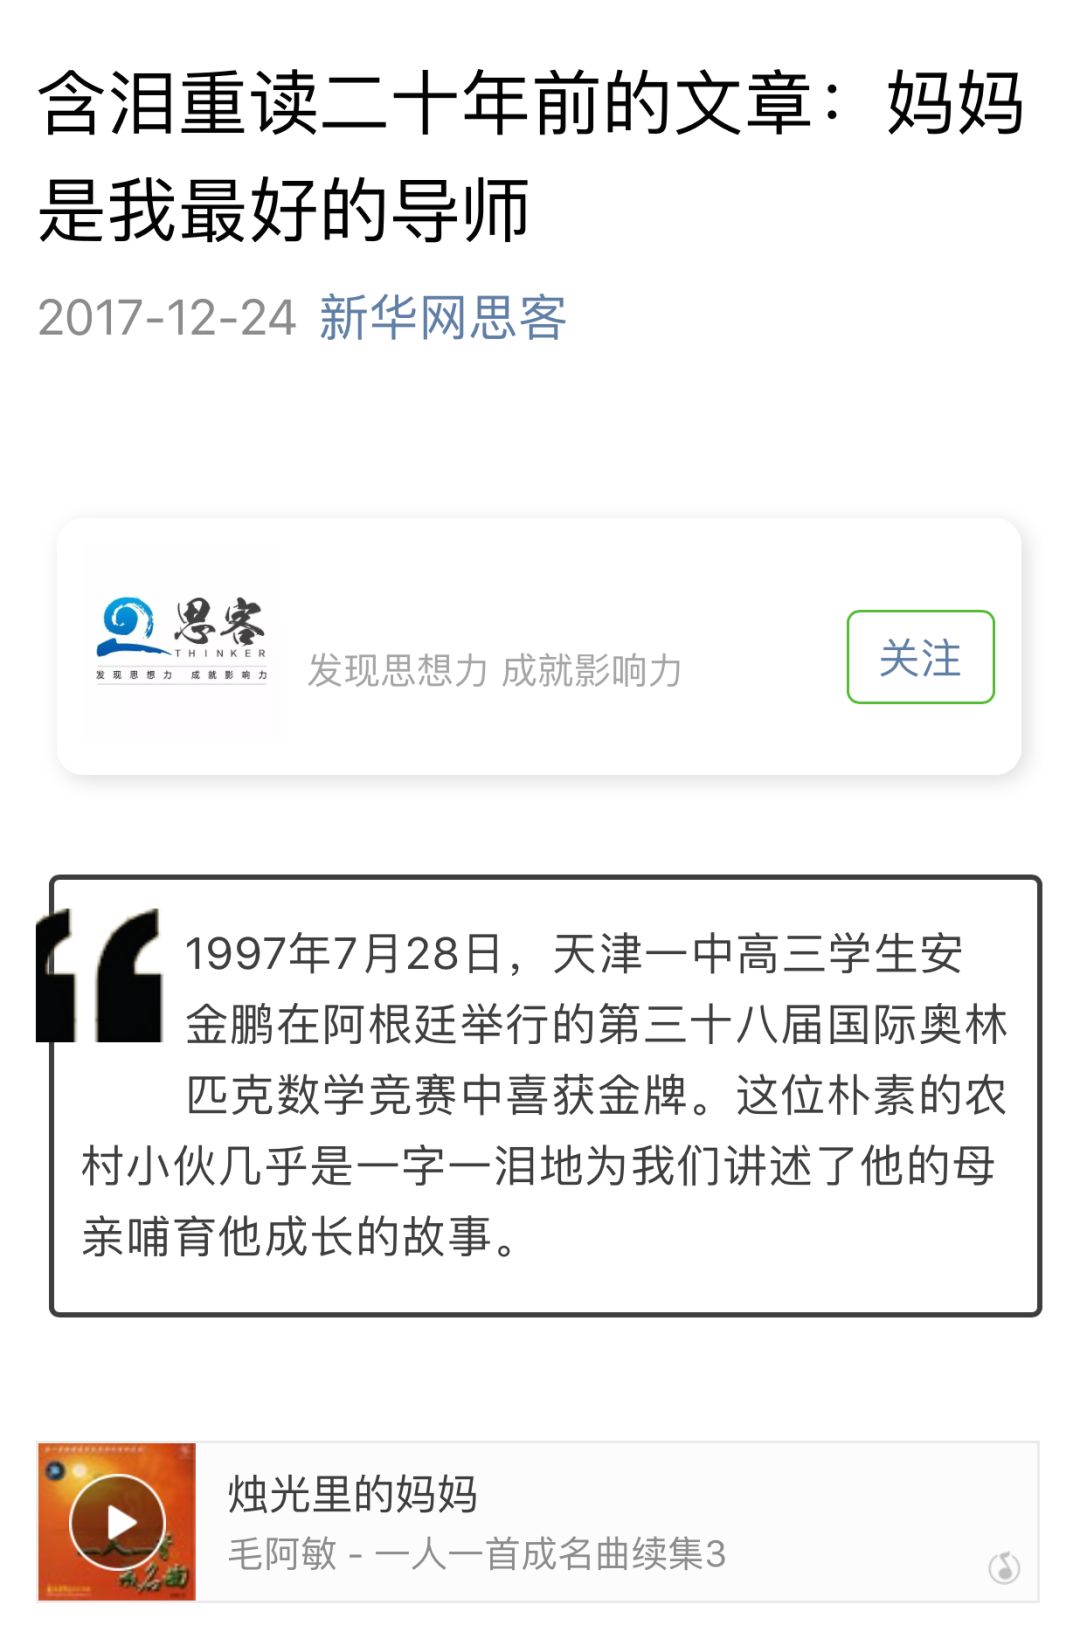 含泪重读二十年前的文章：妈妈
是我最好的导师
2017-12-24 新华网思客
思客
THINKER
发现思想力 成就影响力
发现思想力 成就影响力
关注
1997年7月28日，天津一中高三学生安
金鹏在阿根廷举行的第三十八届国际奥林
匹克数学竞赛中喜获金牌。这位朴素的农
村小伙几乎是一字一泪地为我们讲述了他的母
亲哺育他成长的故事。
烛光里的妈妈
毛阿敏 - 一人一首成名曲续集3
一人一首
成名曲